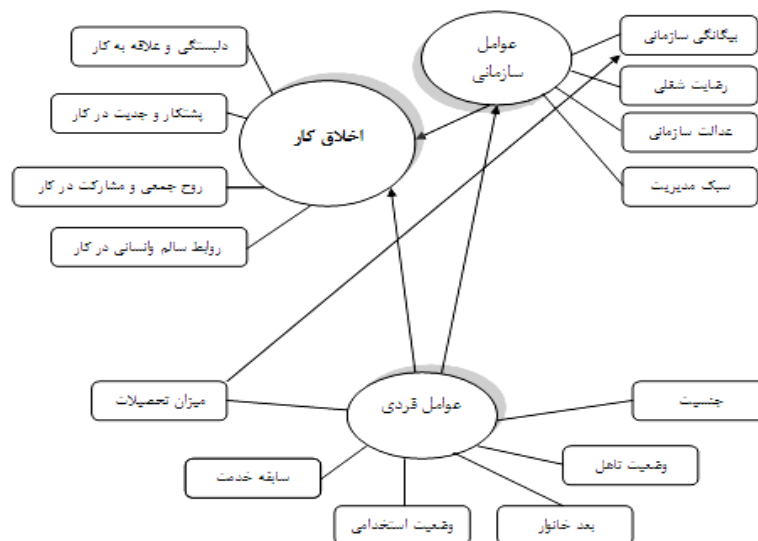 دلبستگی و علاقه به کار
عوامل
سازمانی
بیگانگی سازمانی
رضایت شغلی
پشتکار و جدیت در کار
اخلاق کار
عدالت سازمانی
روح جمعی و مشارکت در کار
سبک مدیریت
روابط سالم وانسانی در کار
میزان تحصیلات
عوامل قردی
جنسیت
وضعیت تاهل
سابقه خدمت
وضعیت استخدامی
بعد خانوار